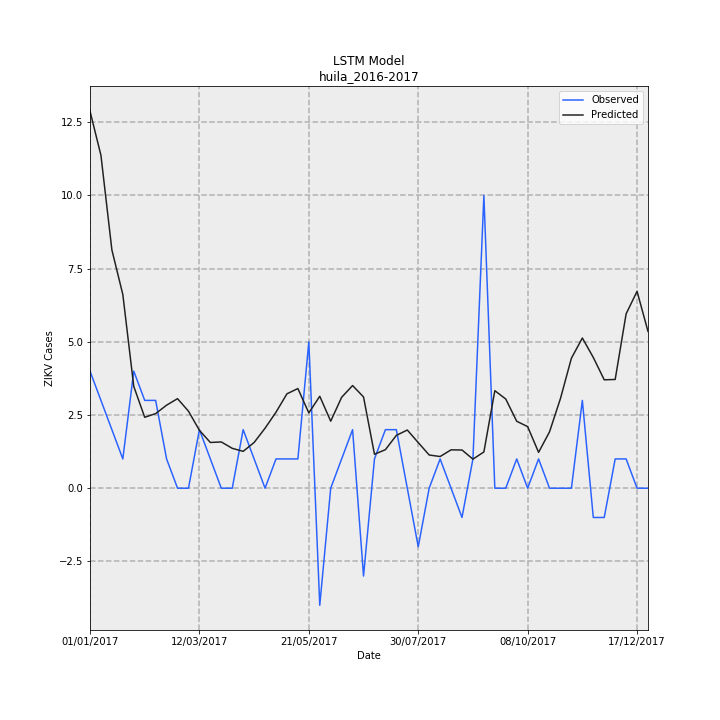 LSTM Model
huila_2016-2017
Observed
Predicted
12.5
10.0
7.5
5.0
2.5
0.0
−2.5
ZIKV Cases
01/01/2017 12/03/2017 21/05/2017 30/07/2017 08/10/2017 17/12/2017
Date